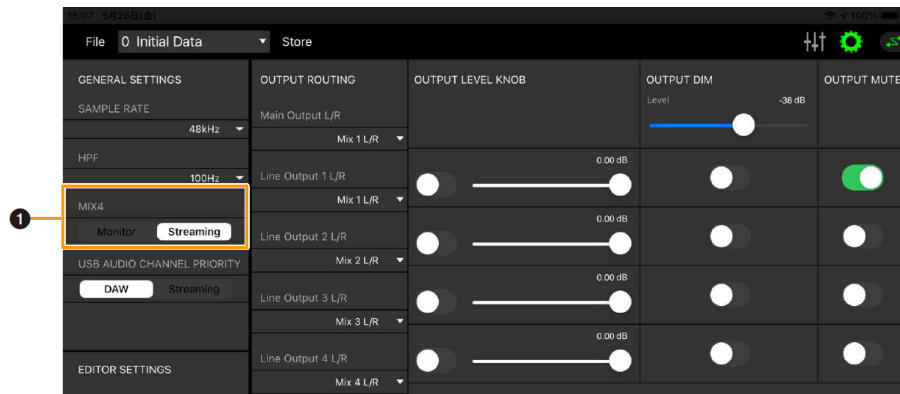 15:07 5月28日(金)
100%
File 0 Initial Data Store
GENERAL SETTINGS
SAMPLE RATE
48kHz
HPF
100Hz
1
MIX4
Monitor Streaming
USB AUDIO CHANNEL PRIORITY
DAW Streaming
EDITOR SETTINGS
OUTPUT ROUTING
Main Output L/R
Mix 1 L/R
Line Output 1 L/R
Mix 1 L/R
Line Output 2 L/R
Mix 2 L/R
Line Output 3 L/R
Mix 3 L/R
Line Output 4 L/R
Mix 4 L/R
OUTPUT LEVEL KNOB
0.00 dB
0.00 dB
0.00 dB
0.00 dB
OUTPUT DIM
Level -38 dB
OUTPUT MUTE